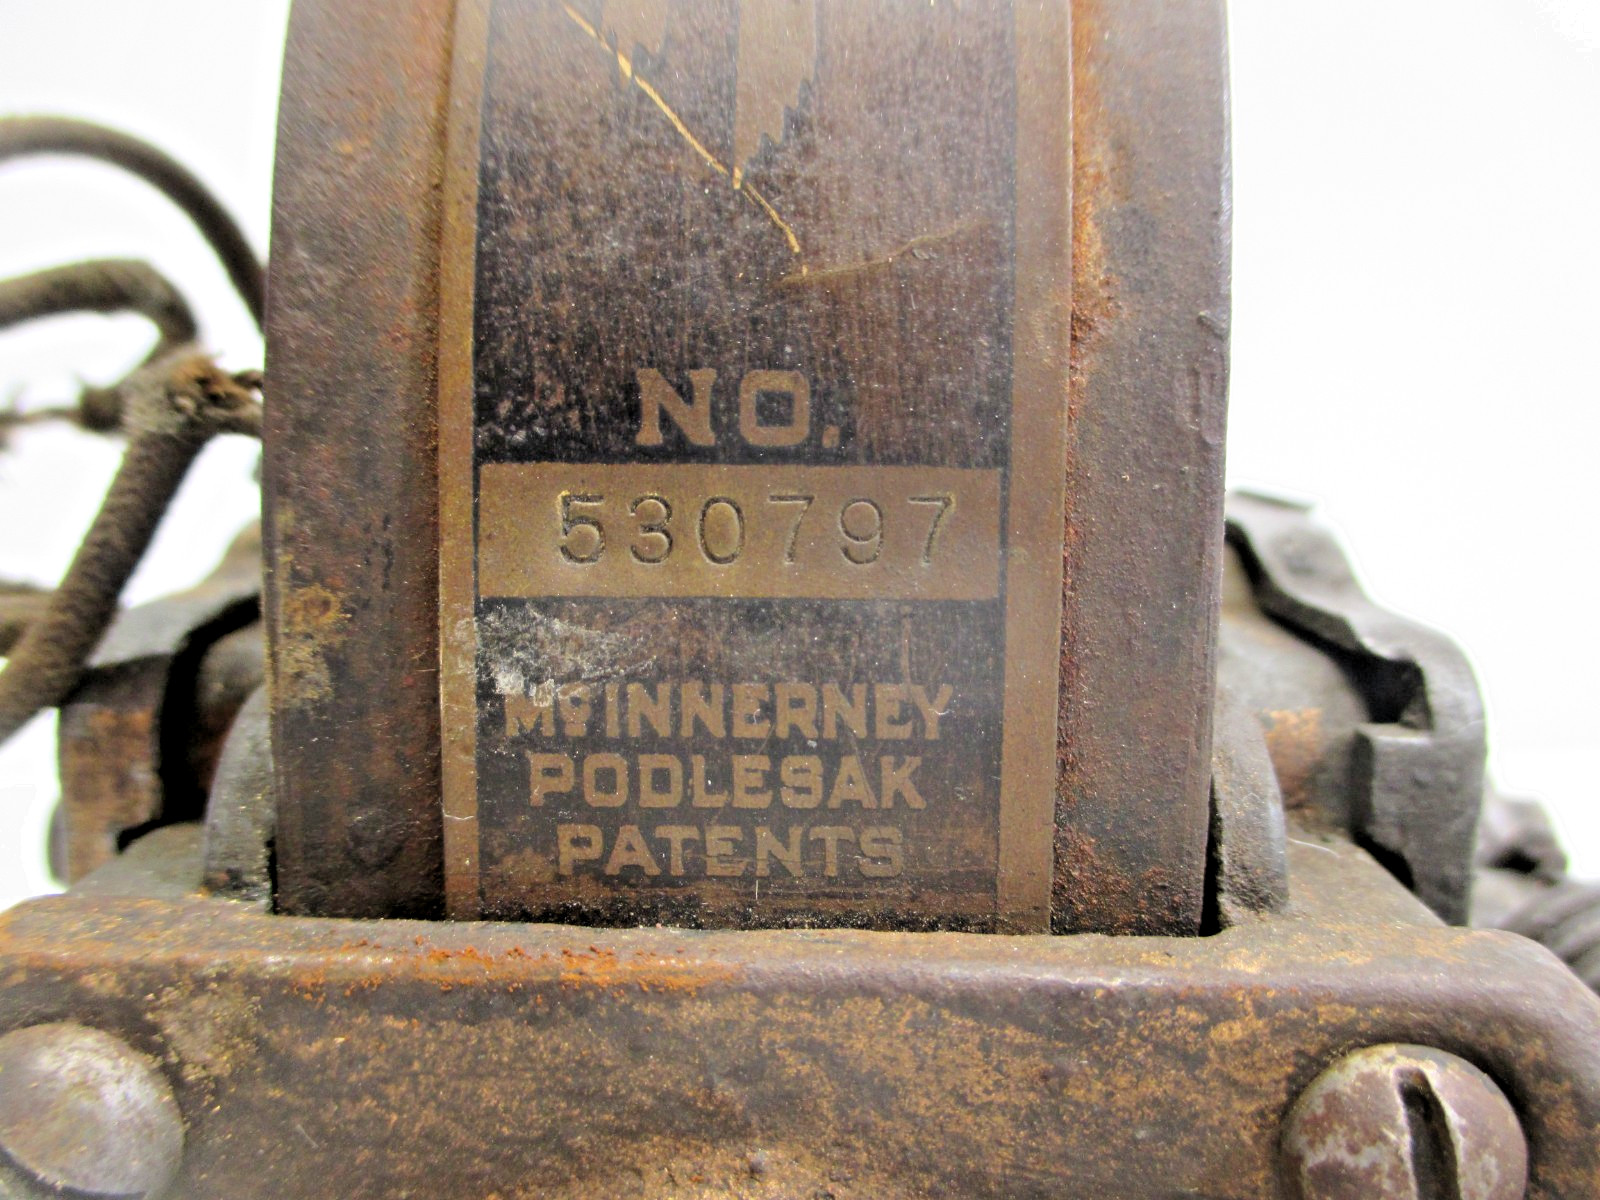 NO.
530797
McINNERNEY
PODLESAK
PATENTS